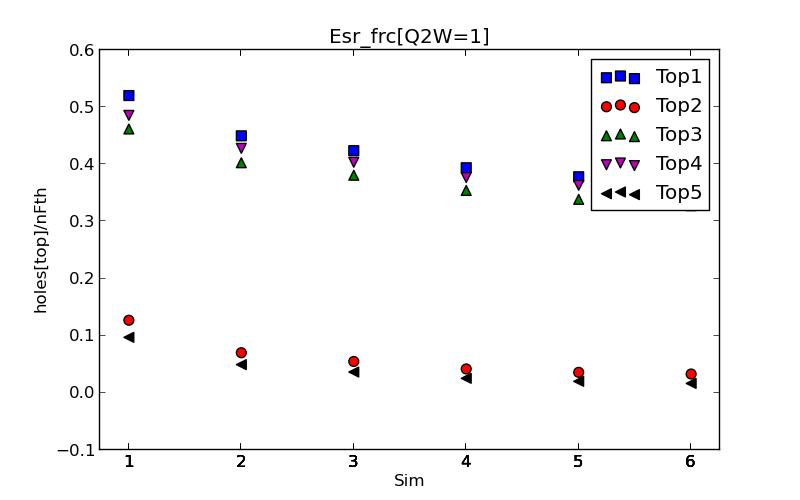 Esr_frc[Q2W=1]
0.6
0.5
0.4
0.3
0.2
0.1
0.0
−0.1
holes[top]/nFth
Top1
Top2
Top3
Top4
Top5
1 2 3 4 5 6
Sim